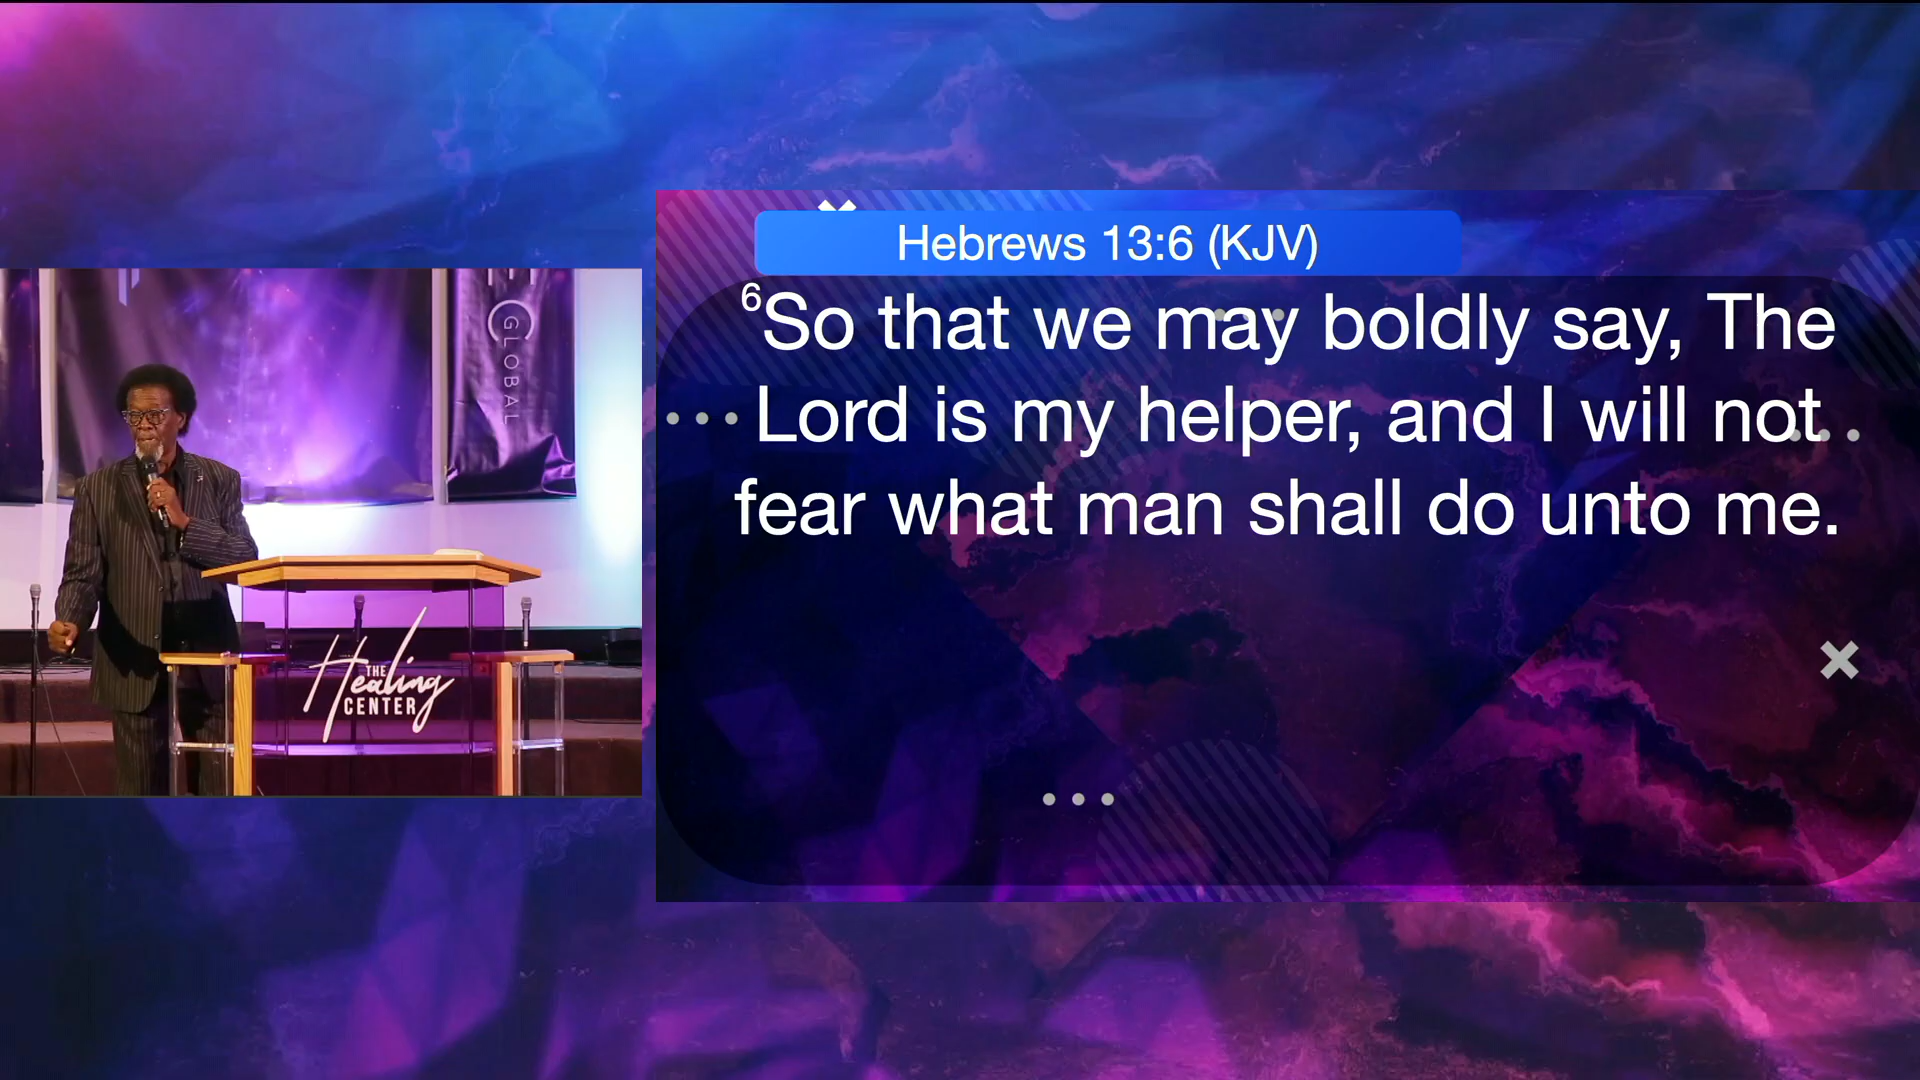 Hebrews 13:6 (KJV)
6So that we may boldly say, The
Lord is my helper, and I will not
fear what man shall do unto me.
GLOBAL
THE
Healing
CENTER